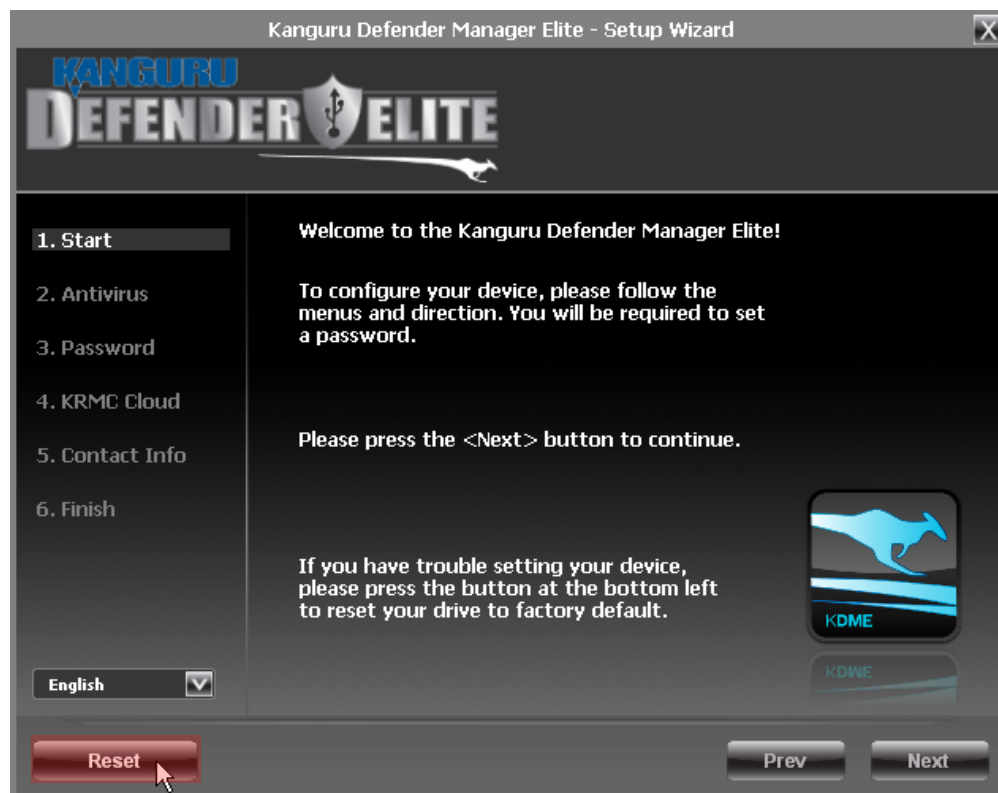 Kanguru Defender Manager Elite - Setup Wizard
X
KANGURU
DEFENDER ELITE
1. Start
2. Antivirus
3. Password
4. KRMC Cloud
5. Contact Info
6. Finish
English
Welcome to the Kanguru Defender Manager Elite!
To configure your device, please follow the
menus and direction. You will be required to set
a password.
Please press the <Next> button to continue.
If you have trouble setting your device,
please press the button at the bottom left
to reset your drive to factory default.
KDME
KDME
Reset
Prev
Next